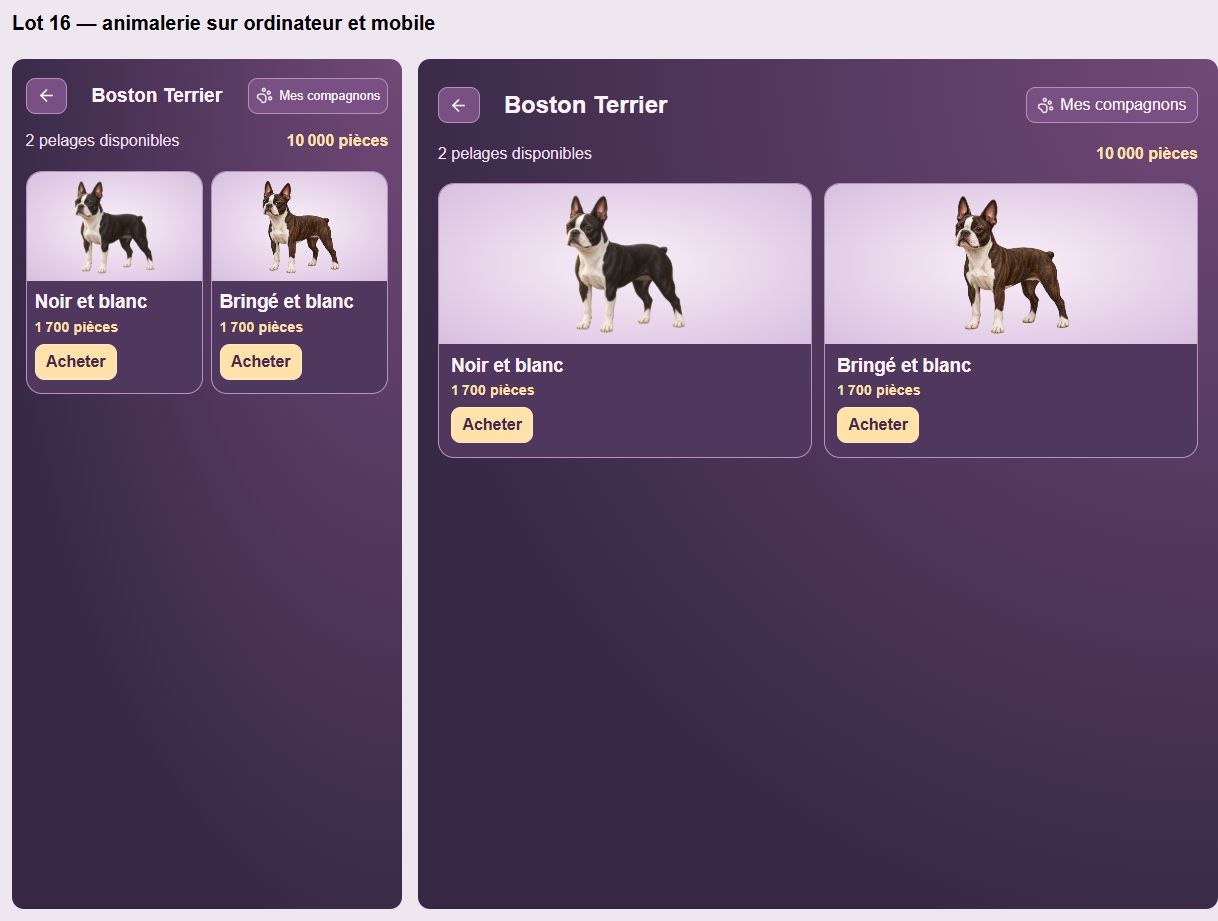 Lot 16 — animalerie sur ordinateur et mobile
Boston Terrier
Mes compagnons
2 pelages disponibles
10 000 pièces
Noir et blanc
1 700 pièces
Acheter
Bringé et blanc
1 700 pièces
Acheter
Boston Terrier
Mes compagnons
2 pelages disponibles
10 000 pièces
Noir et blanc
1 700 pièces
Acheter
Bringé et blanc
1 700 pièces
Acheter